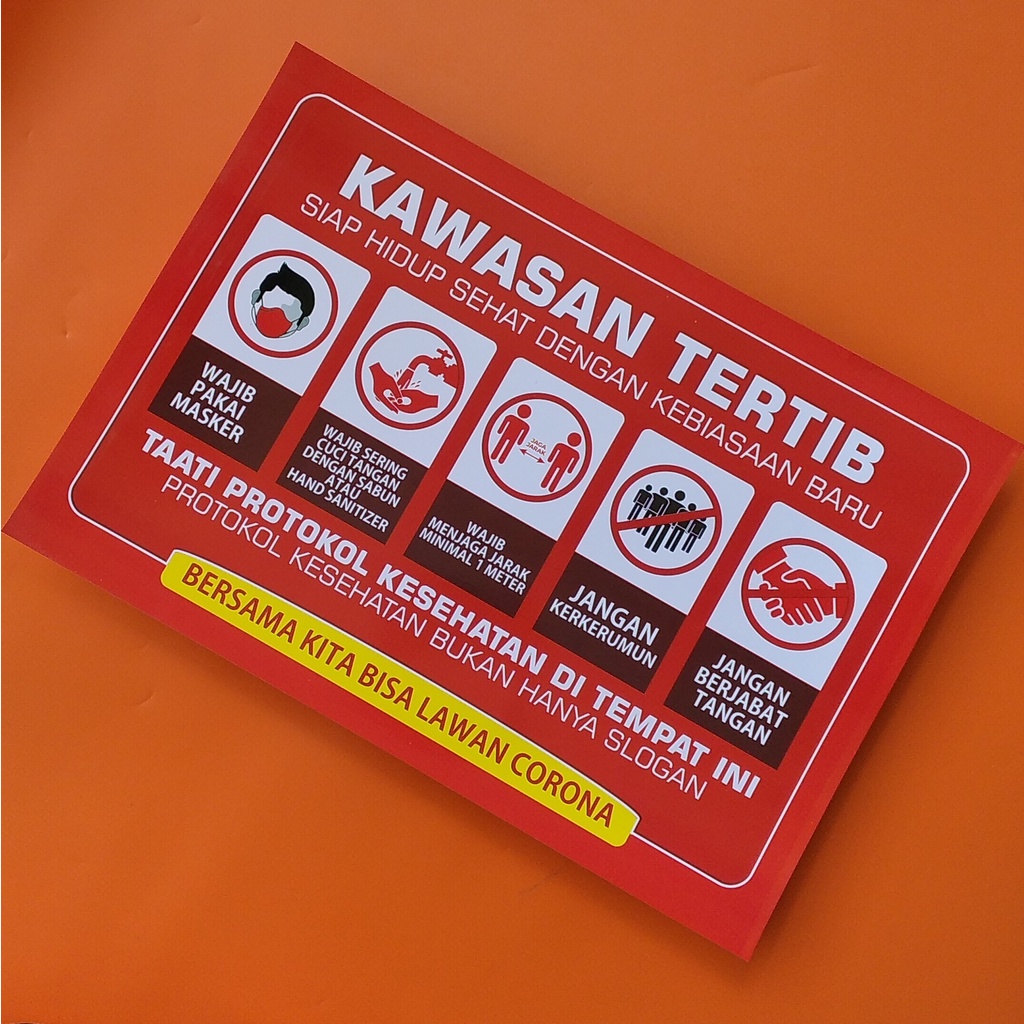 KAWASAN TERTIB
SIAP HIDUP SEHAT DENGAN KEBIASAAN BARU
WAJIB
PAKAI
MASKER
WAJIB SERING
CUCI TANGAN
DENGAN SABUN
ATAU
HAND SANITIZER
JAGA
JARAK
WAJIB
MENJAGA JARAK
MINIMAL 1 METER
JANGAN
KERKERUMUN
JANGAN
BERJABAT
TANGAN
TAATI PROTOKOL KESEHATAN DI TEMPAT INI
PROTOKOL KESEHATAN BUKAN HANYA SLOGAN
BERSAMA KITA BISA LAWAN CORONA